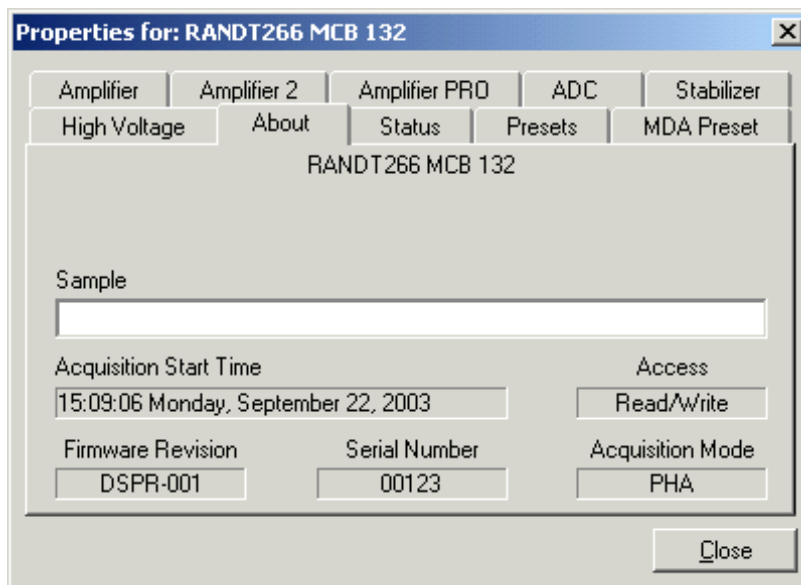 Properties for: RANDT266 MCB 132
Amplifier Amplifier 2 Amplifier PRO ADC Stabilizer
High Voltage About Status Presets MDA Preset
RANDT266 MCB 132
Sample
Acquisition Start Time Access
15:09:06 Monday, September 22, 2003 Read/Write
Firmware Revision Serial Number Acquisition Mode
DSPR-001 00123 PHA
Close